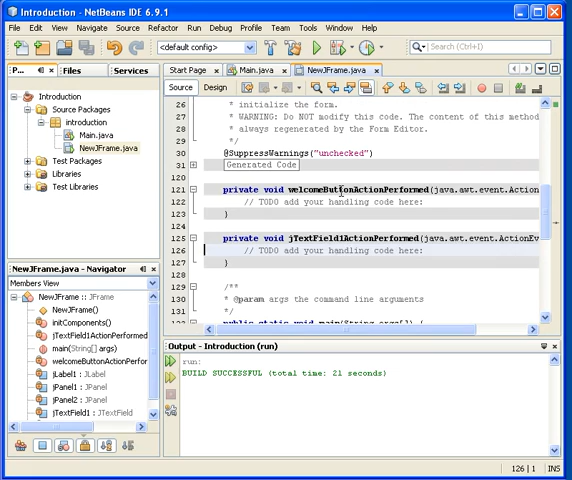 Introduction - NetBeans IDE 6.9.1
File Edit View Navigate Source Refactor Run Debug Profile Team Tools Window Help
<default config>
Search (Ctrl+I)
P... Files Services
Start Page Main.java NewJFrame.java
Source Design
Introduction
Source Packages
introduction
Main.java
NewJFrame.java
Test Packages
Libraries
Test Libraries
26 * initialize the form.
27 * WARNING: Do NOT modify this code. The content of this method
28 * always regenerated by the Form Editor.
29 */
30 @SuppressWarnings("unchecked")
31 Generated Code
120
121 private void welcomeButtonActionPerformed(java.awt.event.Action
122 // TODO add your handling code here:
123 }
124
125 private void jTextField1ActionPerformed(java.awt.event.ActionEv
126 // TODO add your handling code here:
127 }
128
129 /**
130 * @param args the command line arguments
131 */
132 public static void main(String args[]) {
NewJFrame.java - Navigator
Members View
NewJFrame :: JFrame
NewJFrame()
initComponents()
jTextField1ActionPerformed
main(String[] args)
welcomeButtonActionPerfor
jLabel1 : JLabel
jPanel1 : JPanel
jPanel2 : JPanel
jTextField1 : JTextField
Output - Introduction (run)
run:
BUILD SUCCESSFUL (total time: 21 seconds)
126 | 1 INS